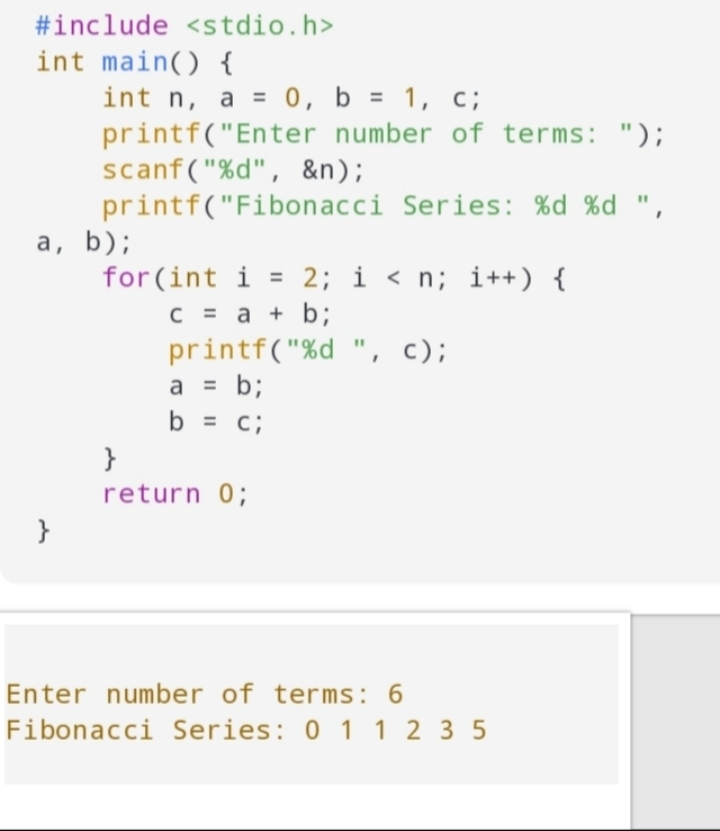 #include <stdio.h>
int main() {
    int n, a = 0, b = 1, c;
    printf("Enter number of terms: ");
    scanf("%d", &n);
    printf("Fibonacci Series: %d %d ",
a, b);
    for(int i = 2; i < n; i++) {
        c = a + b;
        printf("%d ", c);
        a = b;
        b = c;
    }
    return 0;
}
Enter number of terms: 6
Fibonacci Series: 0 1 1 2 3 5